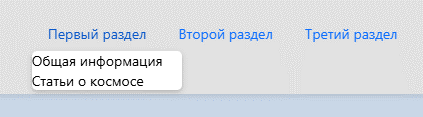 Первый раздел Второй раздел Третий раздел
Общая информация
Статьи о космосе